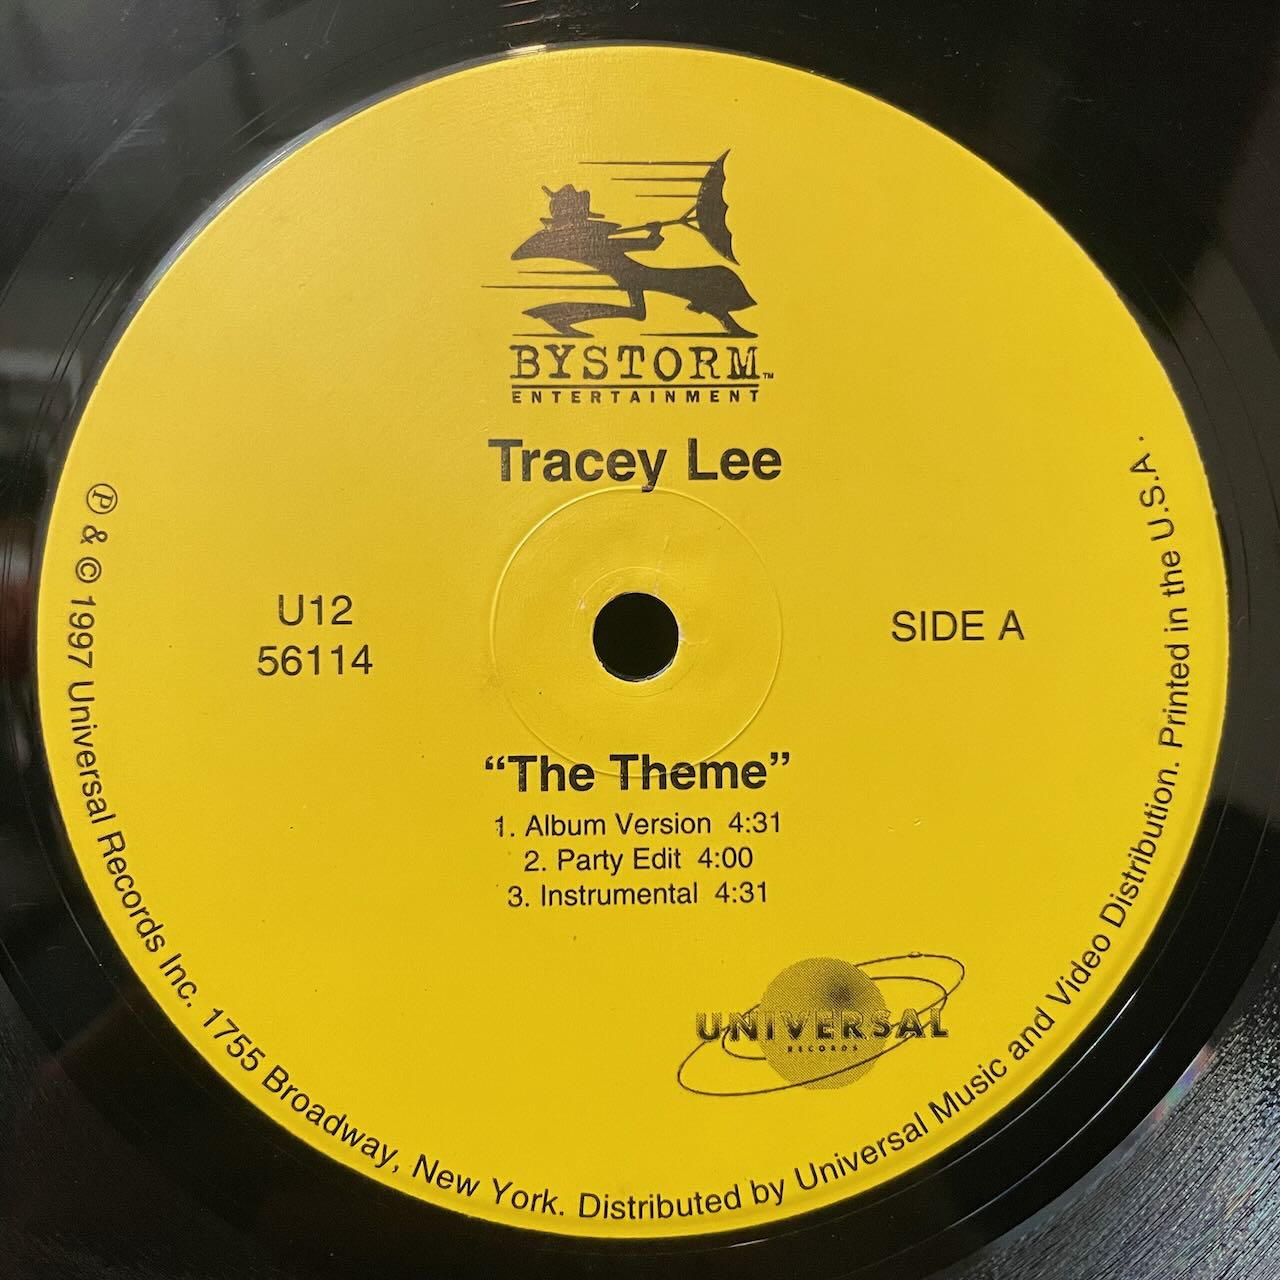 BYSTORM™
ENTERTAINMENT
Tracey Lee
U12
56114
SIDE A
“The Theme”
1. Album Version 4:31
2. Party Edit 4:00
3. Instrumental 4:31
UNIVERSAL
RECORDS
℗ & © 1997 Universal Records Inc. 1755 Broadway, New York. Distributed by Universal Music and Video Distribution. Printed in the U.S.A.·